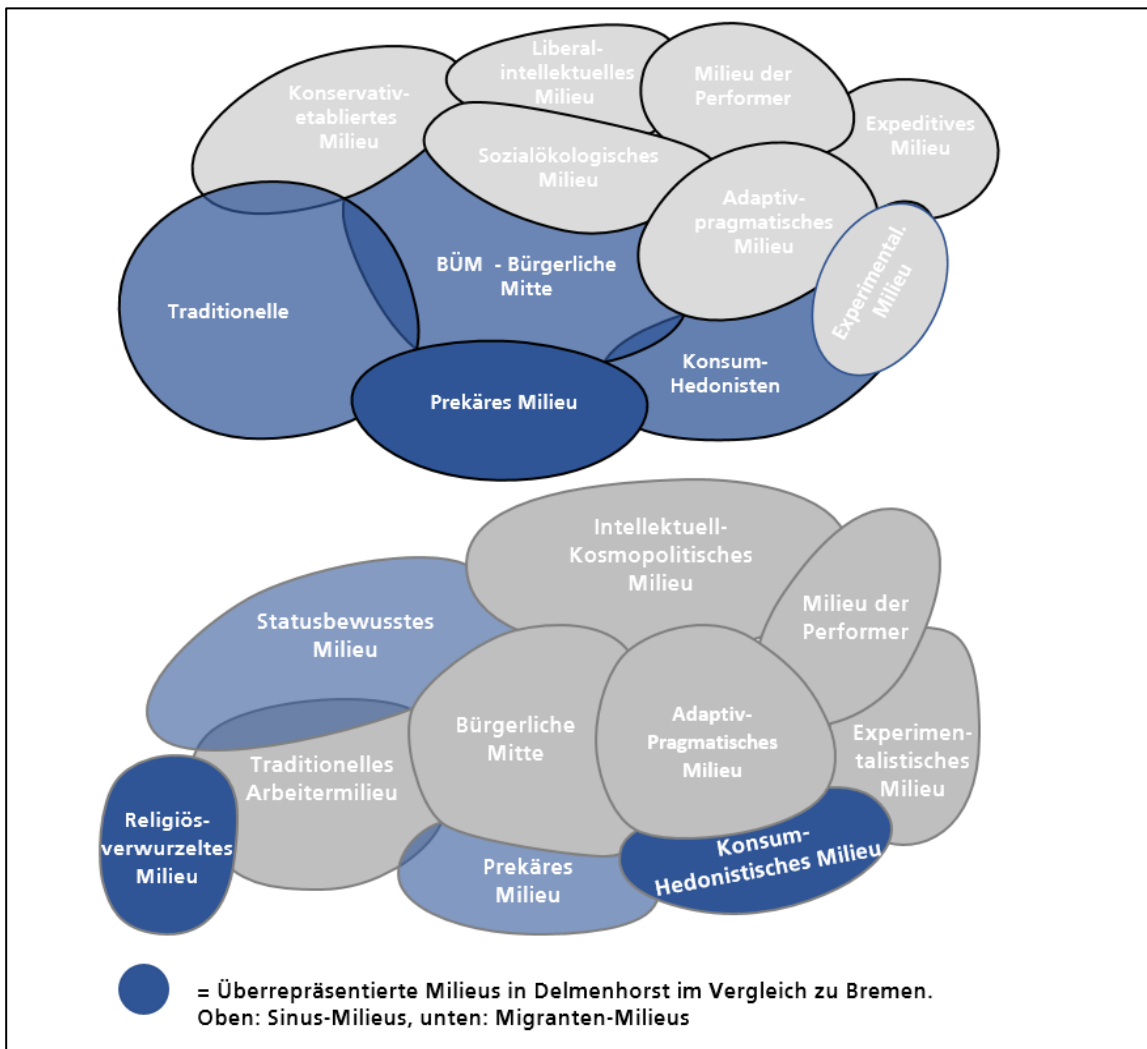 Liberal-
intellektuelles
Milieu
Milieu der
Performer
Konservativ-
etabliertes
Milieu
Expeditives
Milieu
Sozialökologisches
Milieu
Adaptiv-
pragmatisches
Milieu
Experimental.
Milieu
BÜM - Bürgerliche
Mitte
Traditionelle
Konsum-
Hedonisten
Prekäres Milieu
Intellektuell-
Kosmopolitisches
Milieu
Statusbewusstes
Milieu
Milieu der
Performer
Bürgerliche
Mitte
Adaptiv-
Pragmatisches
Milieu
Experimen-
talistisches
Milieu
Traditionelles
Arbeitermilieu
Religiös-
verwurzeltes
Milieu
Prekäres
Milieu
Konsum-
Hedonistisches Milieu
= Überrepräsentierte Milieus in Delmenhorst im Vergleich zu Bremen.
Oben: Sinus-Milieus, unten: Migranten-Milieus